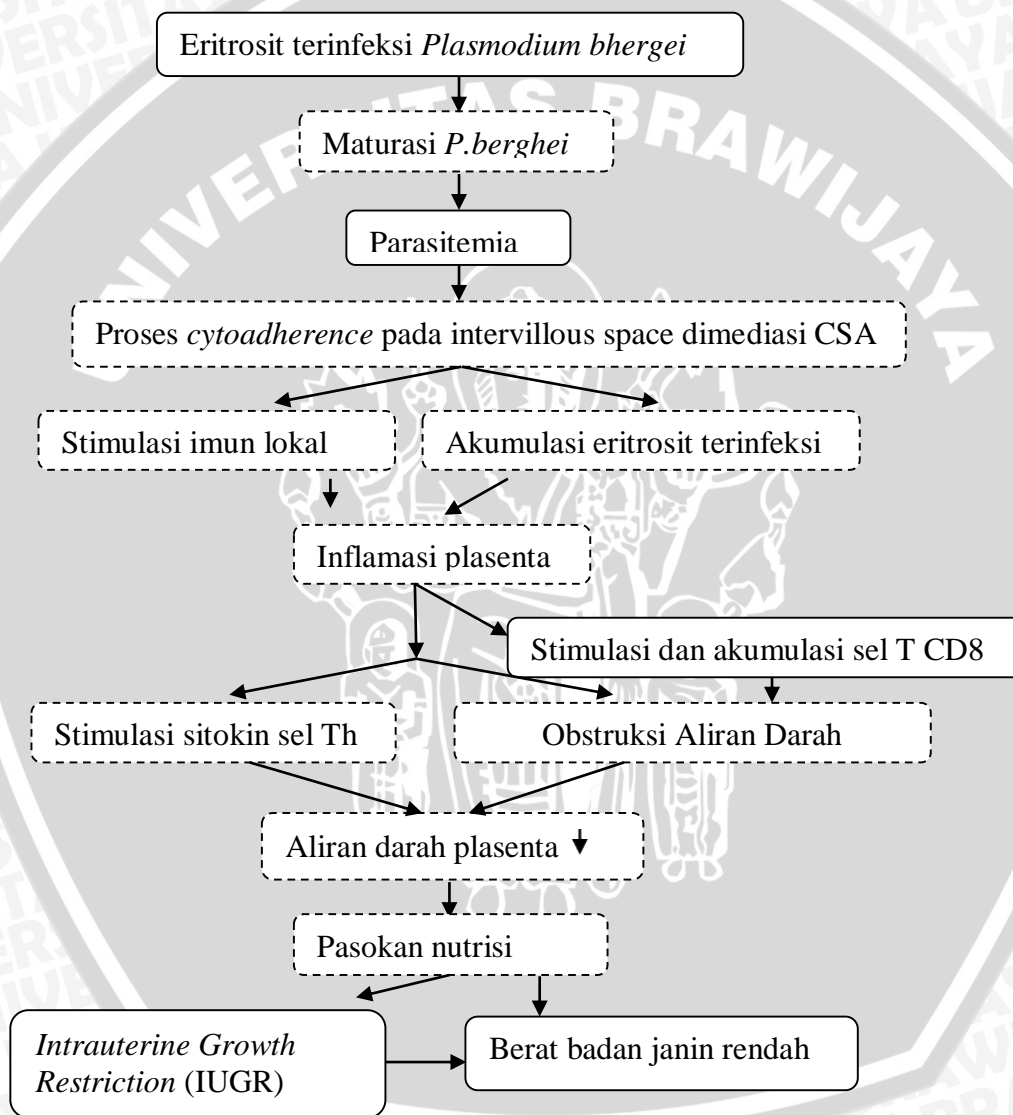 Eritrosit terinfeksi Plasmodium bhergei
Maturasi P.berghei
Parasitemia
Proses cytoadherence pada intervillous space dimediasi CSA
Stimulasi imun lokal
Akumulasi eritrosit terinfeksi
Inflamasi plasenta
Stimulasi dan akumulasi sel T CD8
Stimulasi sitokin sel Th
Obstruksi Aliran Darah
Aliran darah plasenta
Pasokan nutrisi
Intrauterine Growth
Restriction (IUGR)
Berat badan janin rendah
UNIVERSITAS BRAWIJAYA